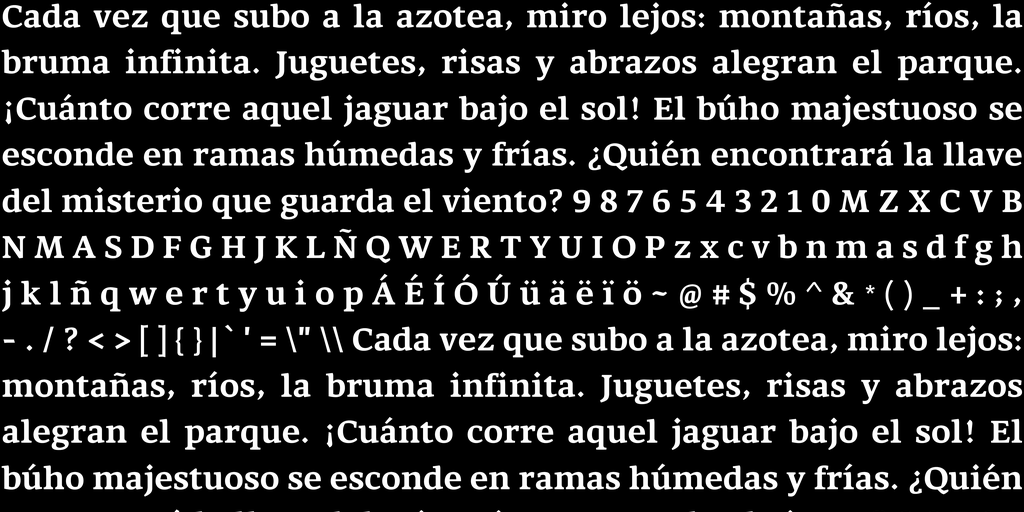 Cada vez que subo a la azotea, miro lejos: montañas, ríos, la
bruma infinita. Juguetes, risas y abrazos alegran el parque.
¡Cuánto corre aquel jaguar bajo el sol! El búho majestuoso se
esconde en ramas húmedas y frías. ¿Quién encontrará la llave
del misterio que guarda el viento? 9 8 7 6 5 4 3 2 1 0 M Z X C V B
N M A S D F G H J K L Ñ Q W E R T Y U I O P z x c v b n m a s d f g h
j k l ñ q w e r t y u i o p Á É Í Ó Ú ü ä ë ï ö ~ @ # $ % ^ & * ( ) _ + : ; ,
- . / ? < > [ ] { } | ` ' = \" \\ Cada vez que subo a la azotea, miro lejos:
montañas, ríos, la bruma infinita. Juguetes, risas y abrazos
alegran el parque. ¡Cuánto corre aquel jaguar bajo el sol! El
búho majestuoso se esconde en ramas húmedas y frías. ¿Quién